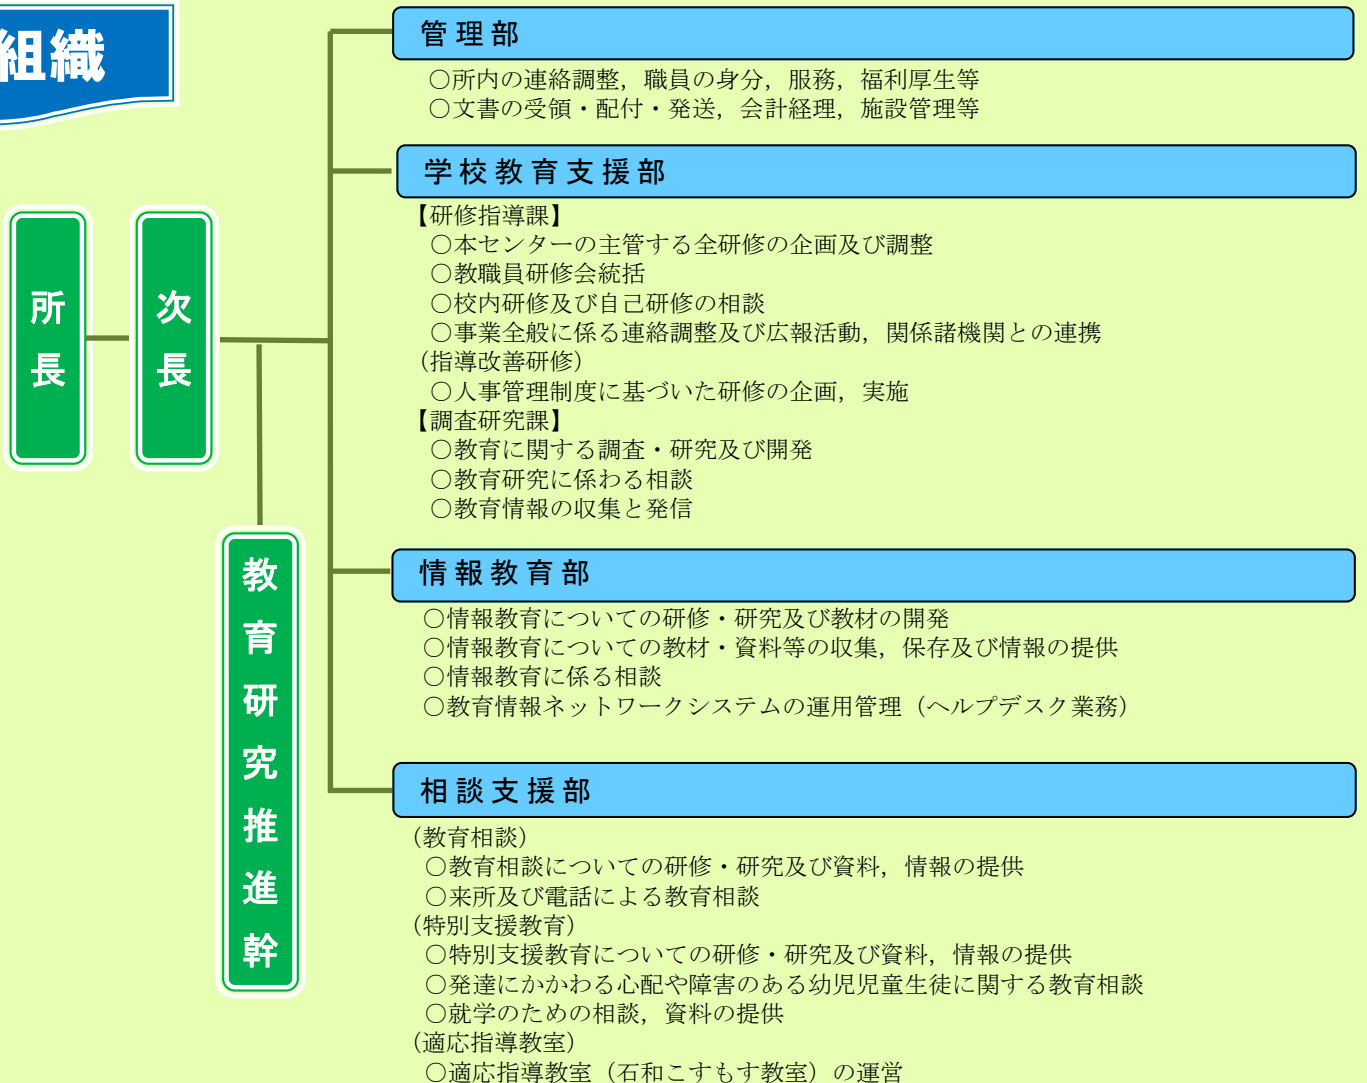 組織
所長
次長
教育研究推進幹
管理部
○所内の連絡調整，職員の身分，服務，福利厚生等
○文書の受領・配付・発送，会計経理，施設管理等
学校教育支援部
【研修指導課】
○本センターの主管する全研修の企画及び調整
○教職員研修会統括
○校内研修及び自己研修の相談
○事業全般に係る連絡調整及び広報活動，関係諸機関との連携
（指導改善研修）
○人事管理制度に基づいた研修の企画，実施
【調査研究課】
○教育に関する調査・研究及び開発
○教育研究に係わる相談
○教育情報の収集と発信
情報教育部
○情報教育についての研修・研究及び教材の開発
○情報教育についての教材・資料等の収集，保存及び情報の提供
○情報教育に係る相談
○教育情報ネットワークシステムの運用管理（ヘルプデスク業務）
相談支援部
（教育相談）
○教育相談についての研修・研究及び資料，情報の提供
○来所及び電話による教育相談
（特別支援教育）
○特別支援教育についての研修・研究及び資料，情報の提供
○発達にかかわる心配や障害のある幼児児童生徒に関する教育相談
○就学のための相談，資料の提供
（適応指導教室）
○適応指導教室（石和こすもす教室）の運営